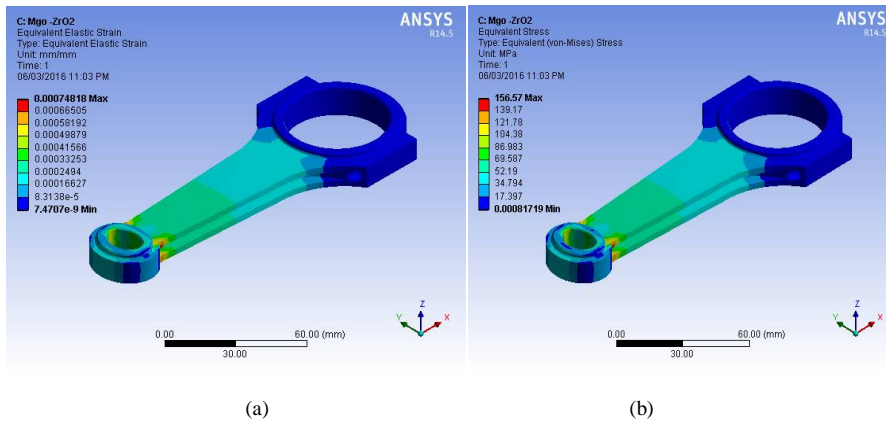 C: Mgo -ZrO2
Equivalent Elastic Strain
Type: Equivalent Elastic Strain
Unit: mm/mm
Time: 1
06/03/2016 11:03 PM
ANSYS
R14.5
0.00074818 Max
0.00066505
0.00058192
0.00049879
0.00041566
0.00033253
0.0002494
0.00016627
8.3138e-5
7.4707e-9 Min
0.00
60.00 (mm)
30.00
Y
Z
X
(a)
C: Mgo -ZrO2
Equivalent Stress
Type: Equivalent (von-Mises) Stress
Unit: MPa
Time: 1
06/03/2016 11:03 PM
ANSYS
R14.5
156.57 Max
139.17
121.78
104.38
86.983
69.587
52.19
34.794
17.397
0.00081719 Min
0.00
60.00 (mm)
30.00
Y
Z
X
(b)